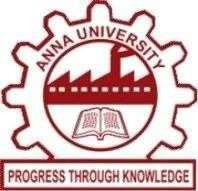 ANNA UNIVERSITY
PROGRESS THROUGH KNOWLEDGE